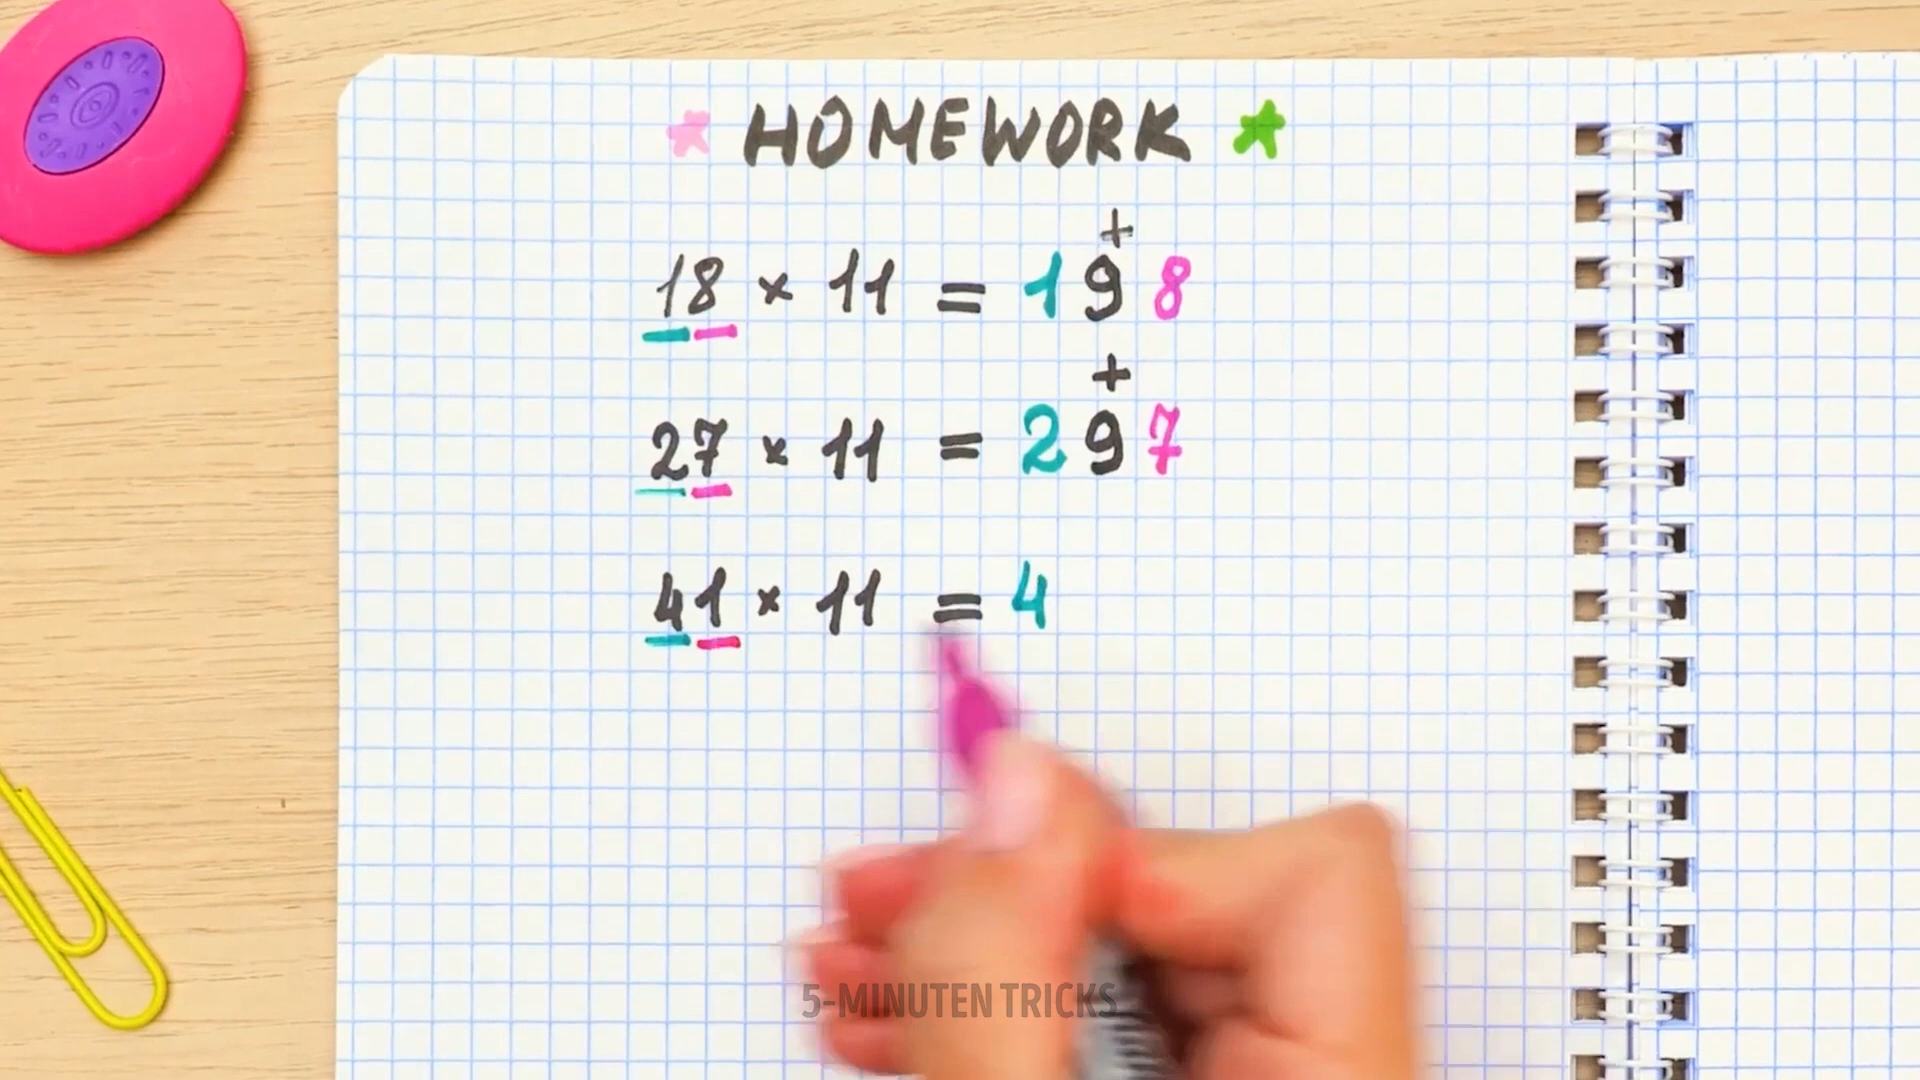 HOMEWORK
+
18 × 11 = 198
+
27 × 11 = 297
41 × 11 = 4
5-MINUTEN TRICKS